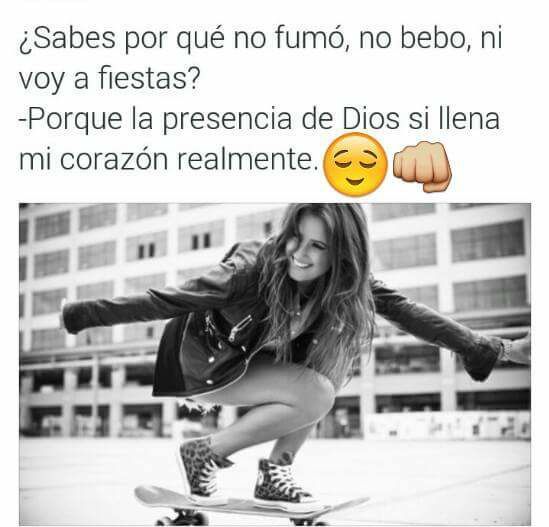 ¿Sabes por qué no fumó, no bebo, ni
voy a fiestas?
-Porque la presencia de Dios si llena
mi corazón realmente.😌👊